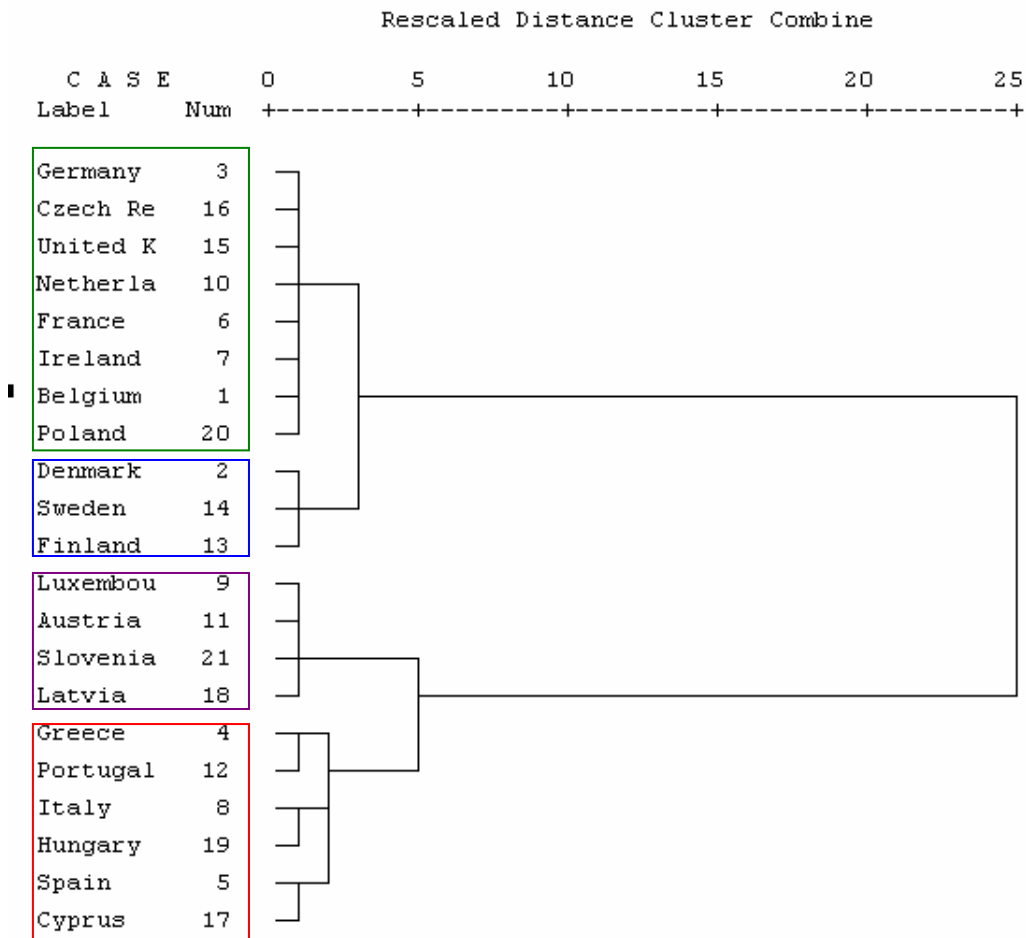 Rescaled Distance Cluster Combine
C A S E 0 5 10 15 20 25
Label Num +---------+---------+---------+---------+---------+
Germany 3
Czech Re 16
United K 15
Netherla 10
France 6
Ireland 7
Belgium 1
Poland 20
Denmark 2
Sweden 14
Finland 13
Luxembou 9
Austria 11
Slovenia 21
Latvia 18
Greece 4
Portugal 12
Italy 8
Hungary 19
Spain 5
Cyprus 17